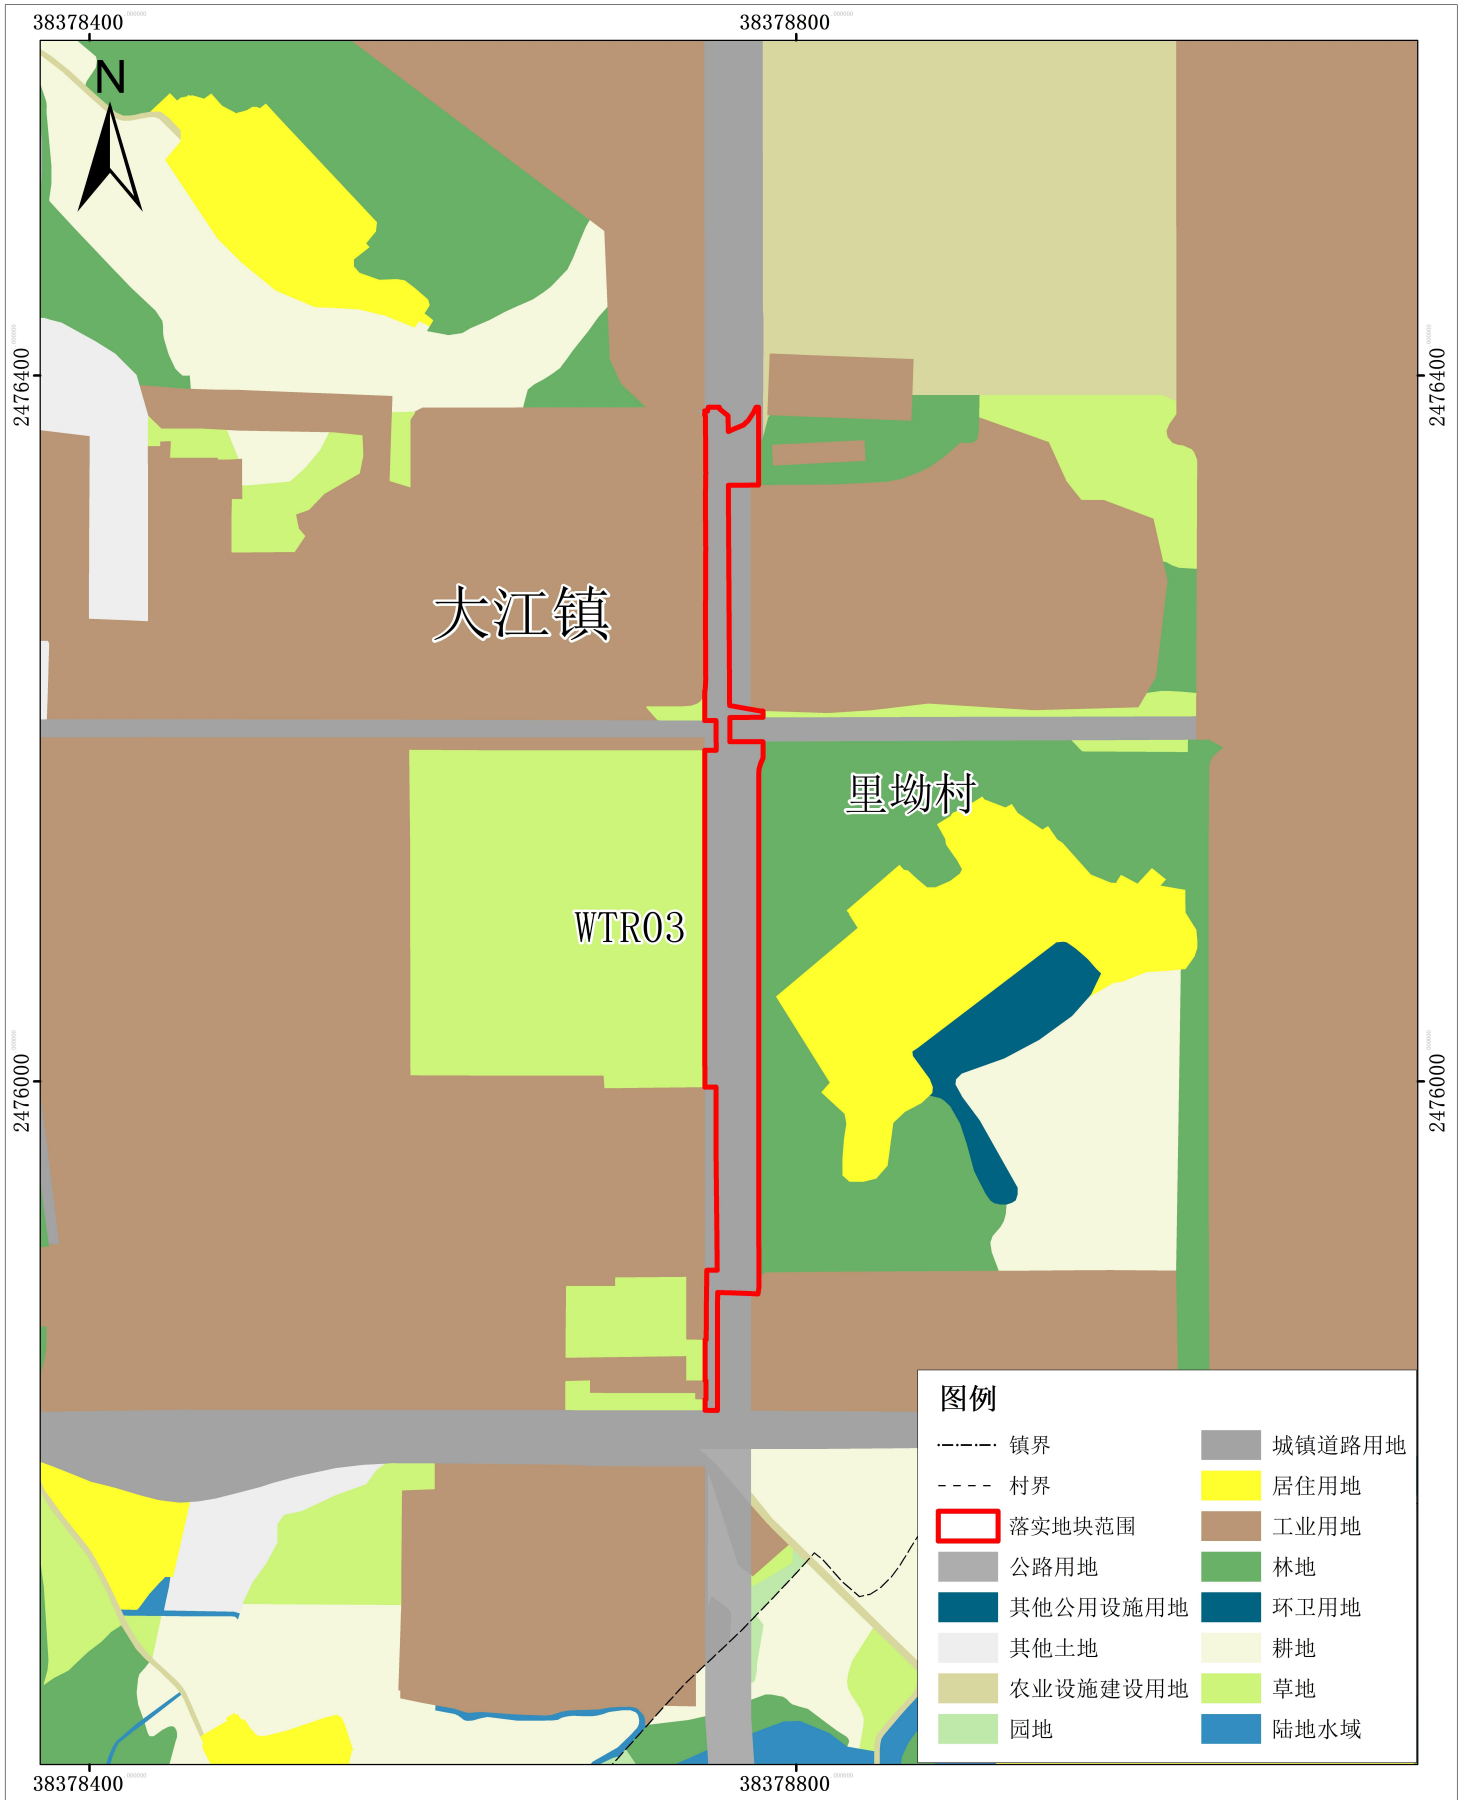 38378400 38378800
N
2476400 2476400
大江镇
里坳村
WTR03
2476000 2476000
图例
镇界
村界
落实地块范围
公路用地
其他公用设施用地
其他土地
农业设施建设用地
园地
城镇道路用地
居住用地
工业用地
林地
环卫用地
耕地
草地
陆地水域
38378400 38378800